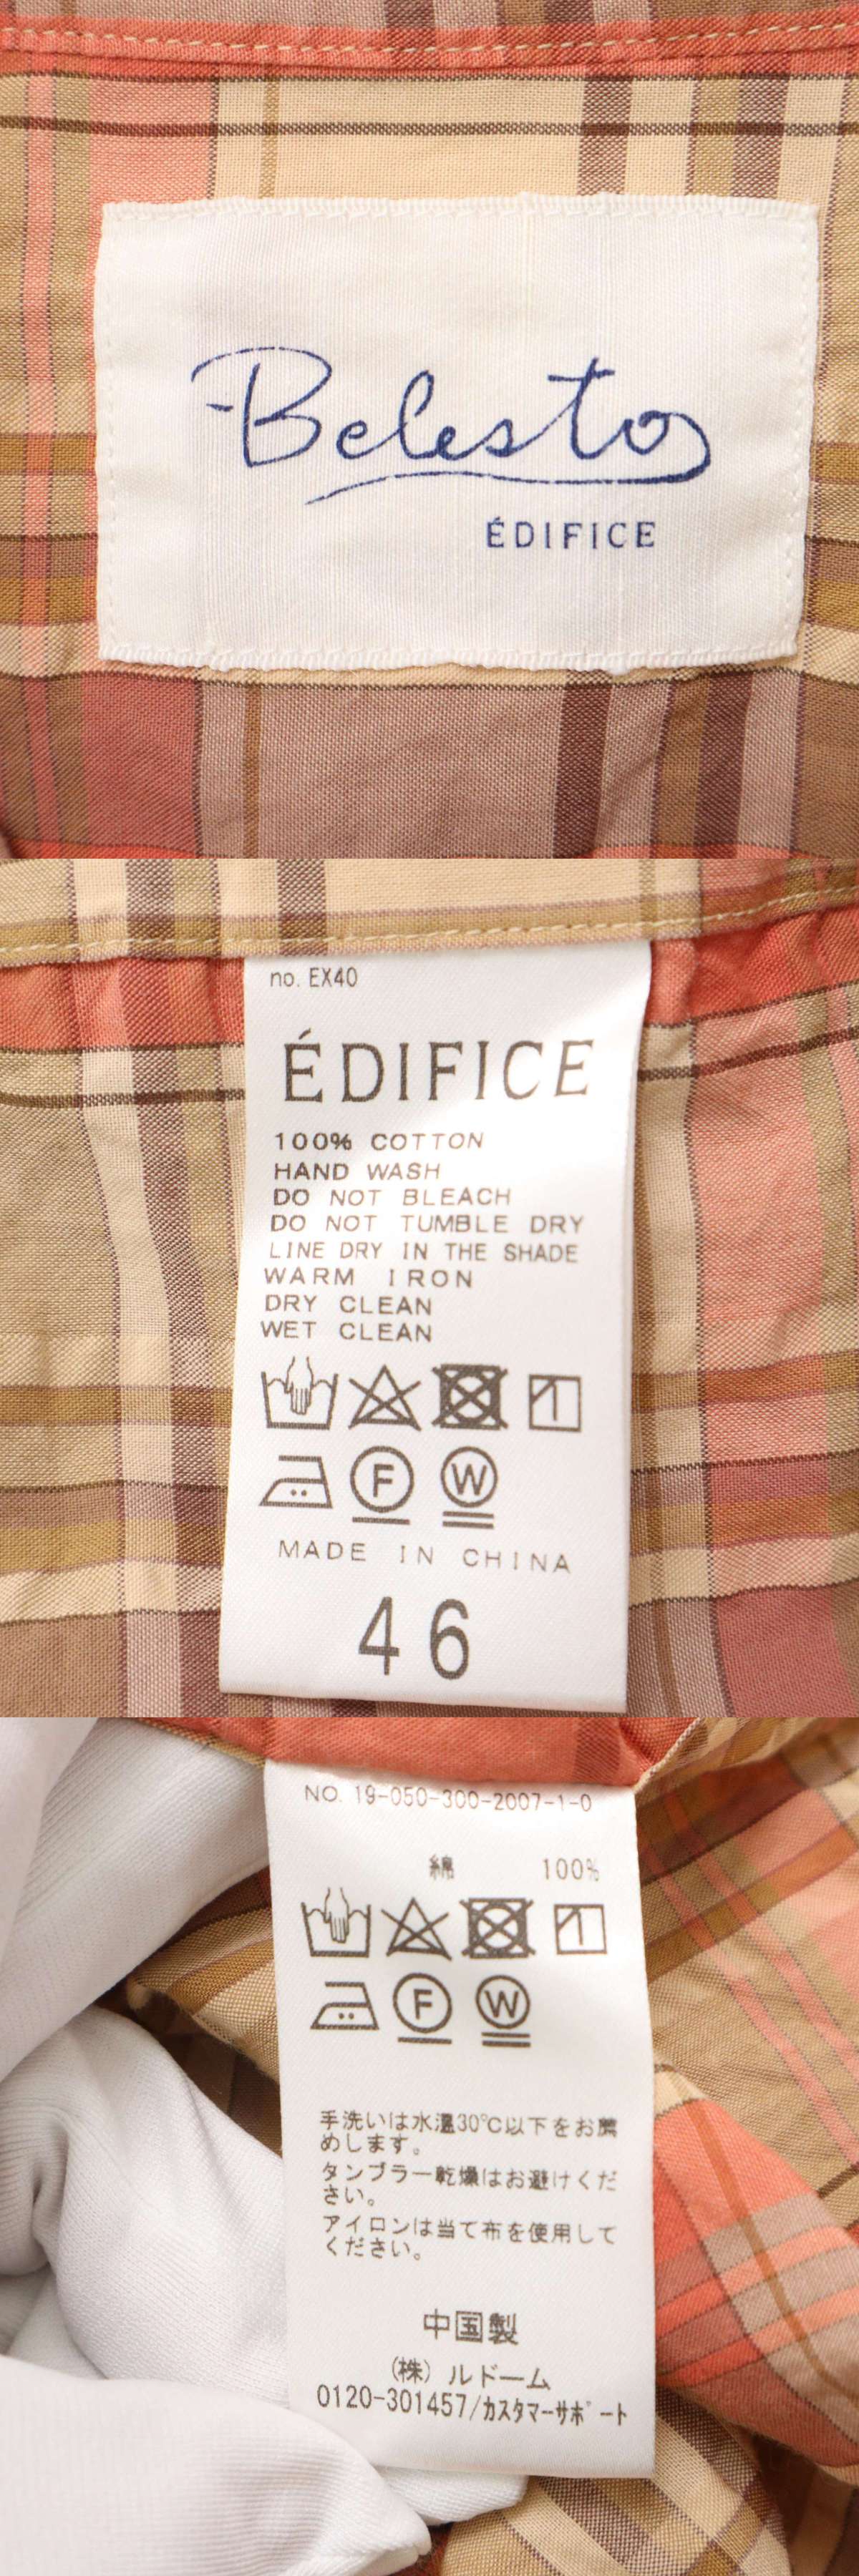 Belesto
ÉDIFICE
no. EX40
ÉDIFICE
100% COTTON
HAND WASH
DO NOT BLEACH
DO NOT TUMBLE DRY
LINE DRY IN THE SHADE
WARM IRON
DRY CLEAN
WET CLEAN
F W
MADE IN CHINA
46
NO. 19-050-300-2007-1-0
綿 100%
F W
手洗いは水温30℃以下をお薦
めします。
タンブラー乾燥はお避けくだ
さい。
アイロンは当て布を使用して
ください。
中国製
(株) ルドーム
0120-301457/カスタマーサポート